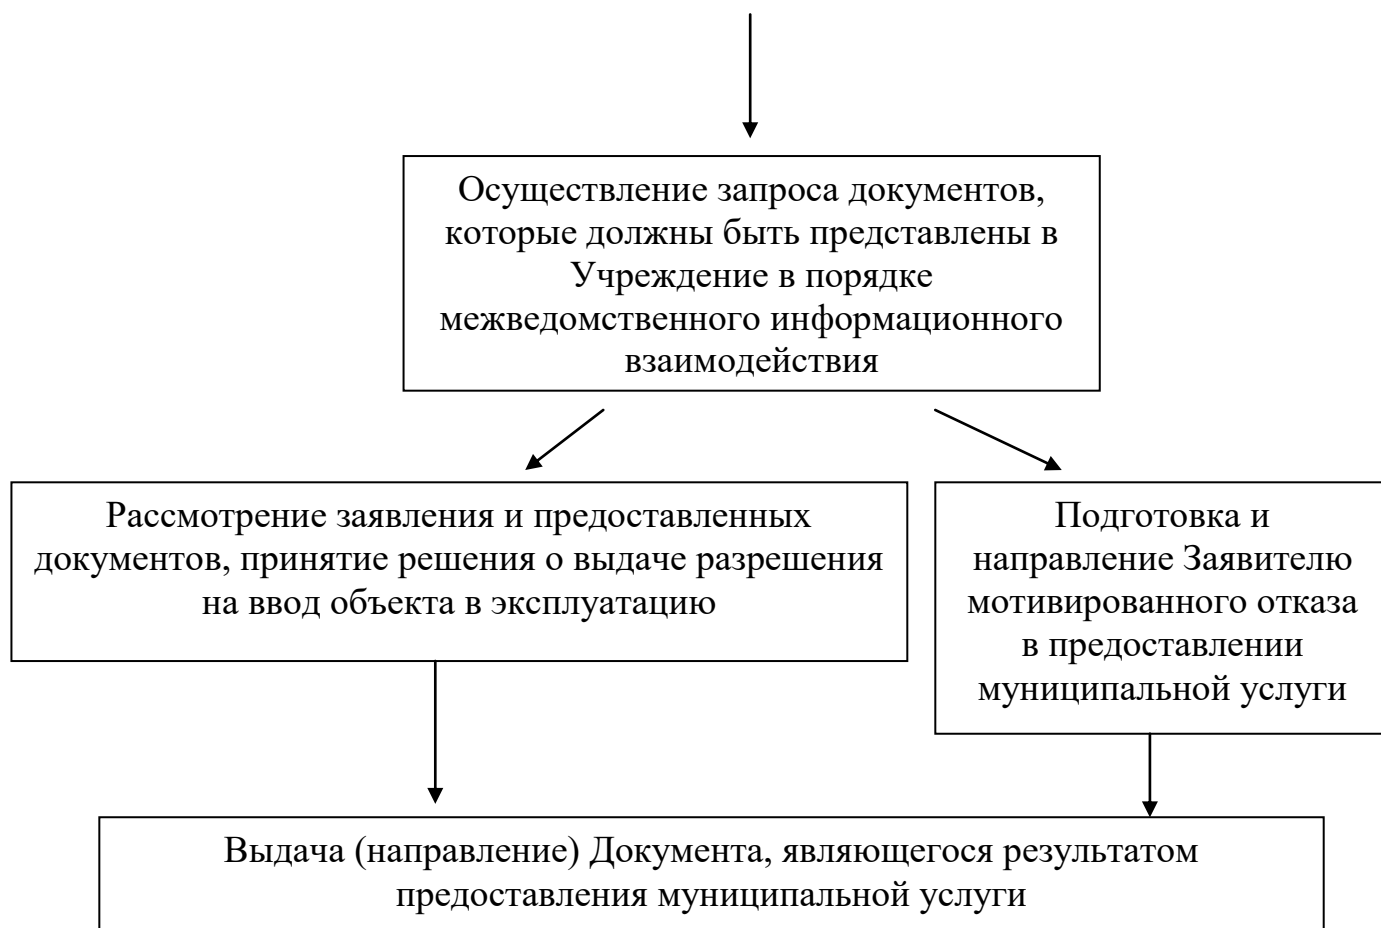 Осуществление запроса документов,
которые должны быть представлены в
Учреждение в порядке
межведомственного информационного
взаимодействия
Рассмотрение заявления и предоставленных
документов, принятие решения о выдаче разрешения
на ввод объекта в эксплуатацию
Подготовка и
направление Заявителю
мотивированного отказа
в предоставлении
муниципальной услуги
Выдача (направление) Документа, являющегося результатом
предоставления муниципальной услуги